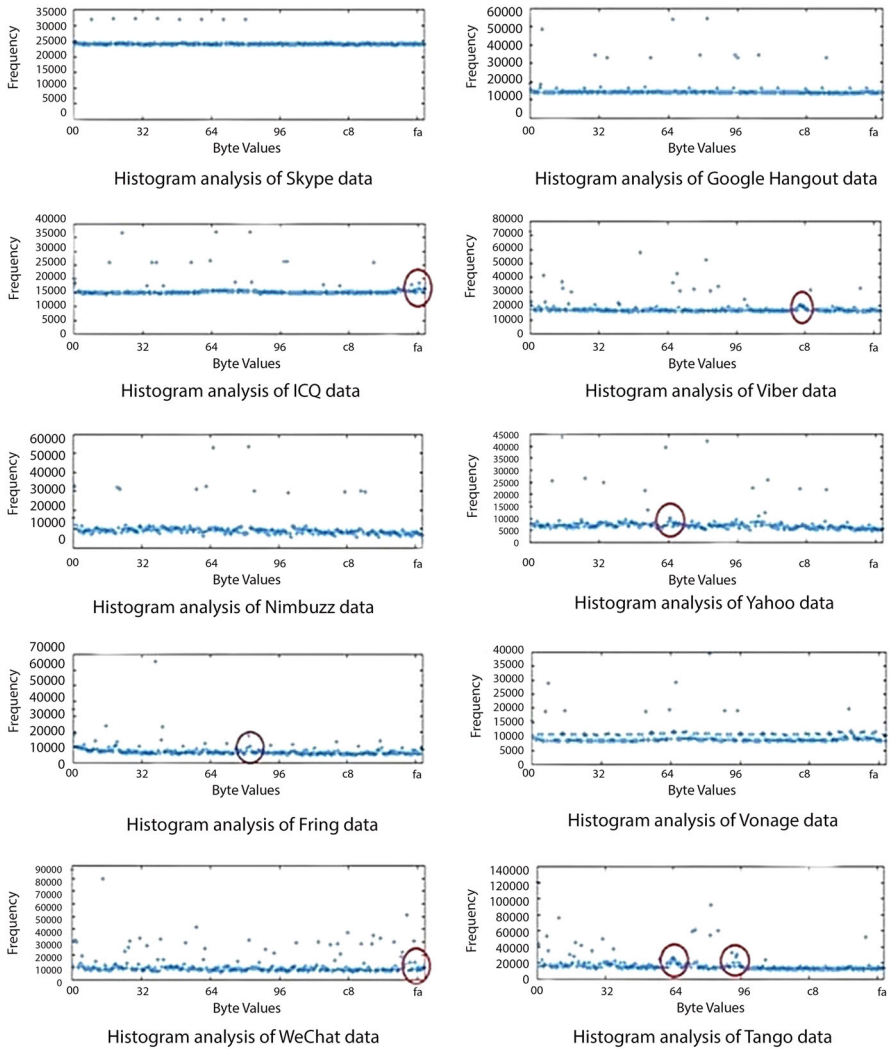 Frequency
35000
30000
25000
20000
15000
10000
5000
0
00 32 64 96 c8 fa
Byte Values
Histogram analysis of Skype data
Frequency
60000
50000
40000
30000
20000
10000
0
00 32 64 96 c8 fa
Byte Values
Histogram analysis of Google Hangout data
Frequency
40000
35000
30000
25000
20000
15000
10000
5000
0
00 32 64 96 c8 fa
Byte Values
Histogram analysis of ICQ data
Frequency
80000
70000
60000
50000
40000
30000
20000
10000
0
00 32 64 96 c8 fa
Byte Values
Histogram analysis of Viber data
Frequency
60000
50000
40000
30000
20000
10000
0
00 32 64 96 c8 fa
Byte Values
Histogram analysis of Nimbuzz data
Frequency
45000
40000
35000
30000
25000
20000
15000
10000
5000
0
00 32 64 96 c8 fa
Byte Values
Histogram analysis of Yahoo data
Frequency
70000
60000
50000
40000
30000
20000
10000
0
00 32 64 96 c8 fa
Byte Values
Histogram analysis of Fring data
Frequency
40000
35000
30000
25000
20000
15000
10000
5000
0
00 32 64 96 c8 fa
Byte Values
Histogram analysis of Vonage data
Frequency
90000
80000
70000
60000
50000
40000
30000
20000
10000
00 32 64 96 c8 fa
Byte Values
Histogram analysis of WeChat data
Frequency
140000
120000
100000
80000
60000
40000
20000
0
00 32 64 96 c8 fa
Byte Values
Histogram analysis of Tango data